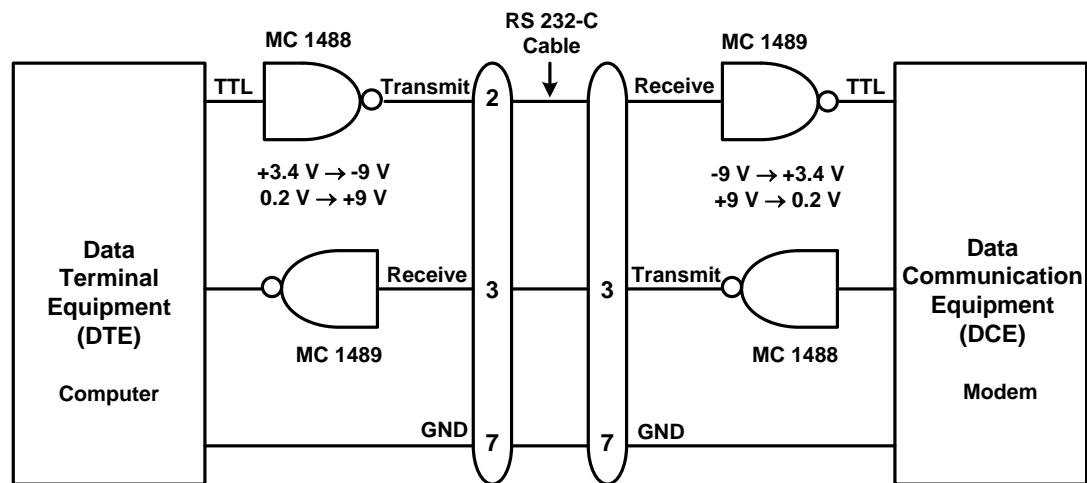 RS 232-C
Cable
MC 1488
MC 1489
TTL
Transmit
2
Receive
TTL
+3.4 V → -9 V
0.2 V → +9 V
-9 V → +3.4 V
+9 V → 0.2 V
Data
Terminal
Equipment
(DTE)
Computer
Receive
3
3
Transmit
MC 1489
MC 1488
Data
Communication
Equipment
(DCE)
Modem
GND
7
7
GND